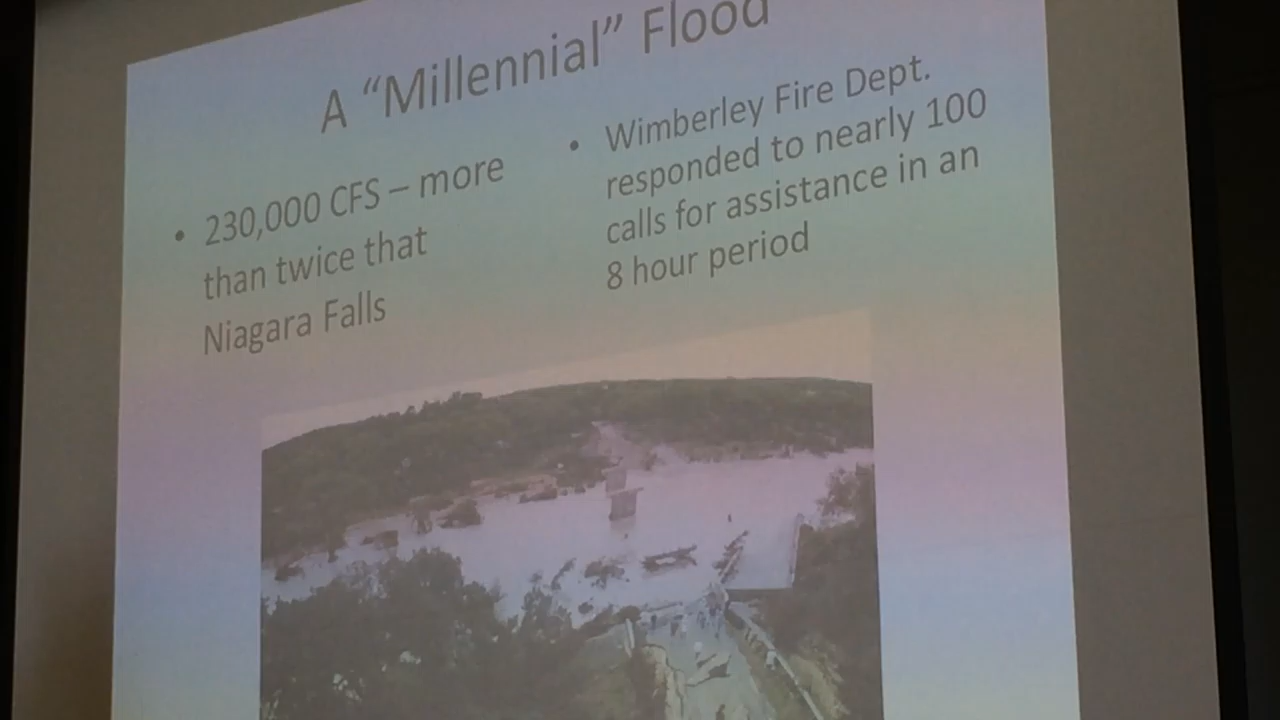 A “Millennial” Flood
• 230,000 CFS – more
than twice that
Niagara Falls
• Wimberley Fire Dept.
responded to nearly 100
calls for assistance in an
8 hour period